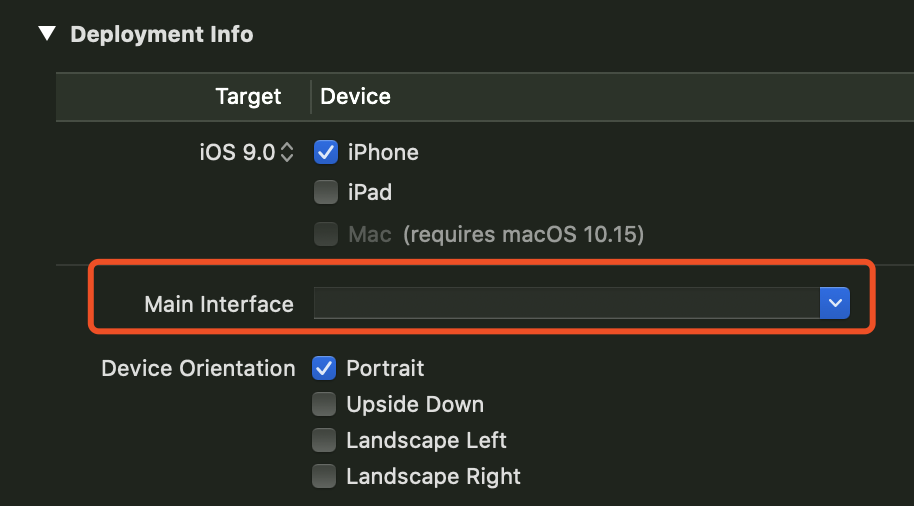 Deployment Info
Target Device
iOS 9.0 iPhone
iPad
Mac (requires macOS 10.15)
Main Interface
Device Orientation Portrait
Upside Down
Landscape Left
Landscape Right